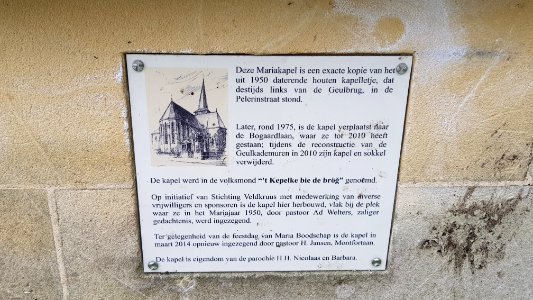 Deze Mariakapel is een exacte kopie van het
uit 1950 daterende houten kapelletje, dat
destijds links van de Geulbrug, in de
Pelerinstraat stond.
Later, rond 1975, is de kapel verplaatst naar
de Bogaardlaan, waar ze tot 2010 heeft
gestaan; tijdens de reconstructie van de
Geulkademuren in 2010 zijn kapel en sokkel
verwijderd.
De kapel werd in de volksmond "'t Kepelke bie de brög" genoemd.
Op initiatief van Stichting Veldkruus met medewerking van diverse
vrijwilligers en sponsoren is de kapel hier herbouwd, vlak bij de plek
waar ze in het Mariajaar 1950, door pastoor Ad Welters, zaliger
gedachtenis, werd ingezegend.
Ter gelegenheid van de feestdag van Maria Boodschap is de kapel in
maart 2014 opnieuw ingezegend door pastoor H. Jansen, Montfortaan.
De kapel is eigendom van de parochie H.H. Nicolaas en Barbara.